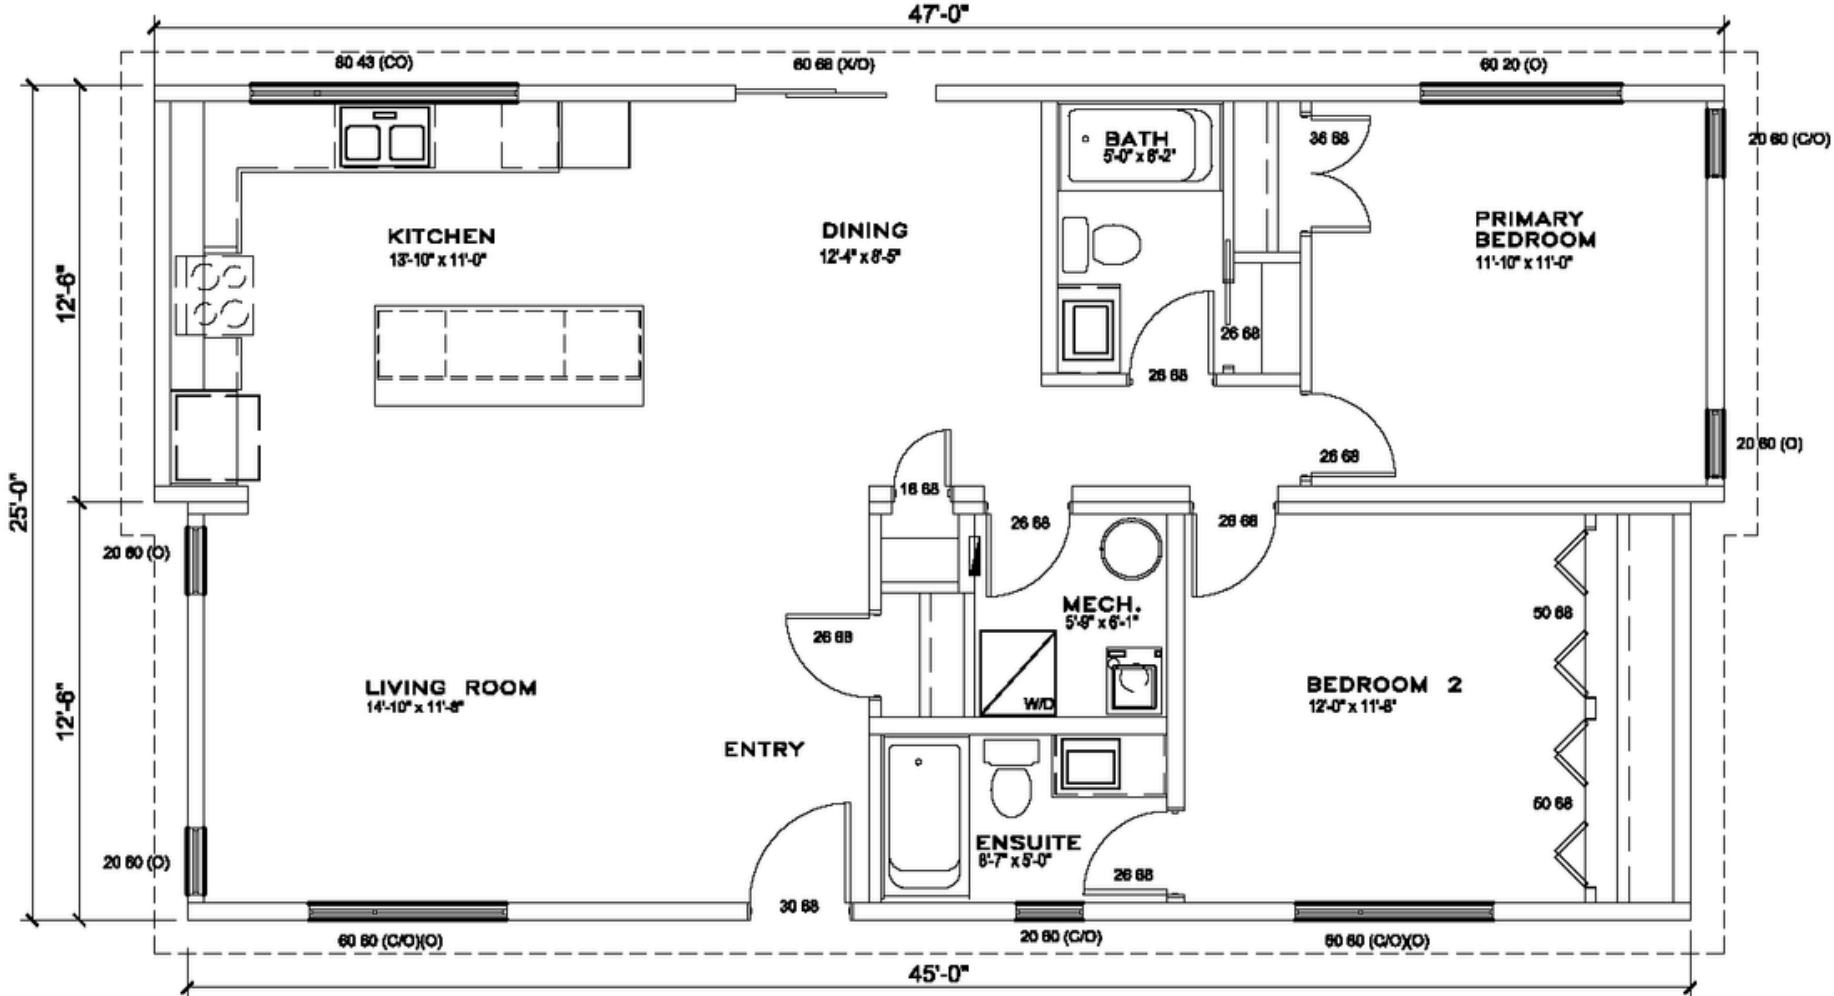 47'-0"
80 43 (CO)
60 68 (X/O)
60 20 (O)
36 68
20 60 (C/O)
BATH
5'-0" x 8'-2"
KITCHEN
13'-10" x 11'-0"
DINING
12'-4" x 8'-5"
PRIMARY
BEDROOM
11'-10" x 11'-0"
12'-6"
26 68
26 68
20 60 (O)
26 68
25'-0"
16 68
26 68
26 68
20 60 (O)
MECH.
5'-9" x 6'-1"
50 68
26 68
12'-6"
LIVING ROOM
14'-10" x 11'-8"
W/D
BEDROOM 2
12'-0" x 11'-8"
ENTRY
50 68
ENSUITE
8'-7" x 5'-0"
20 60 (O)
26 68
30 68
60 60 (C/O)(O)
20 60 (C/O)
60 60 (C/O)(O)
45'-0"